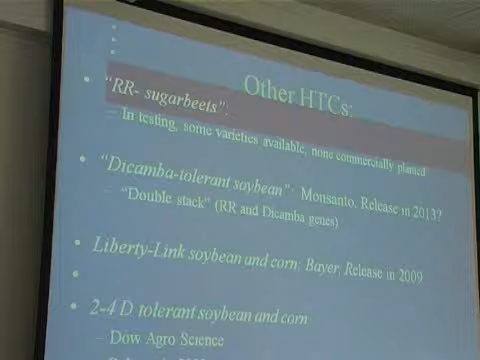 Other HTCs:
• "RR- sugarbeets":
– In testing, some varieties available, none commercially planted
• "Dicamba-tolerant soybean": Monsanto, Release in 2013?
– "Double stack" (RR and Dicamba genes)
• Liberty-Link soybean and corn; Bayer, Release in 2009
•
• 2-4 D tolerant soybean and corn
– Dow Agro Science